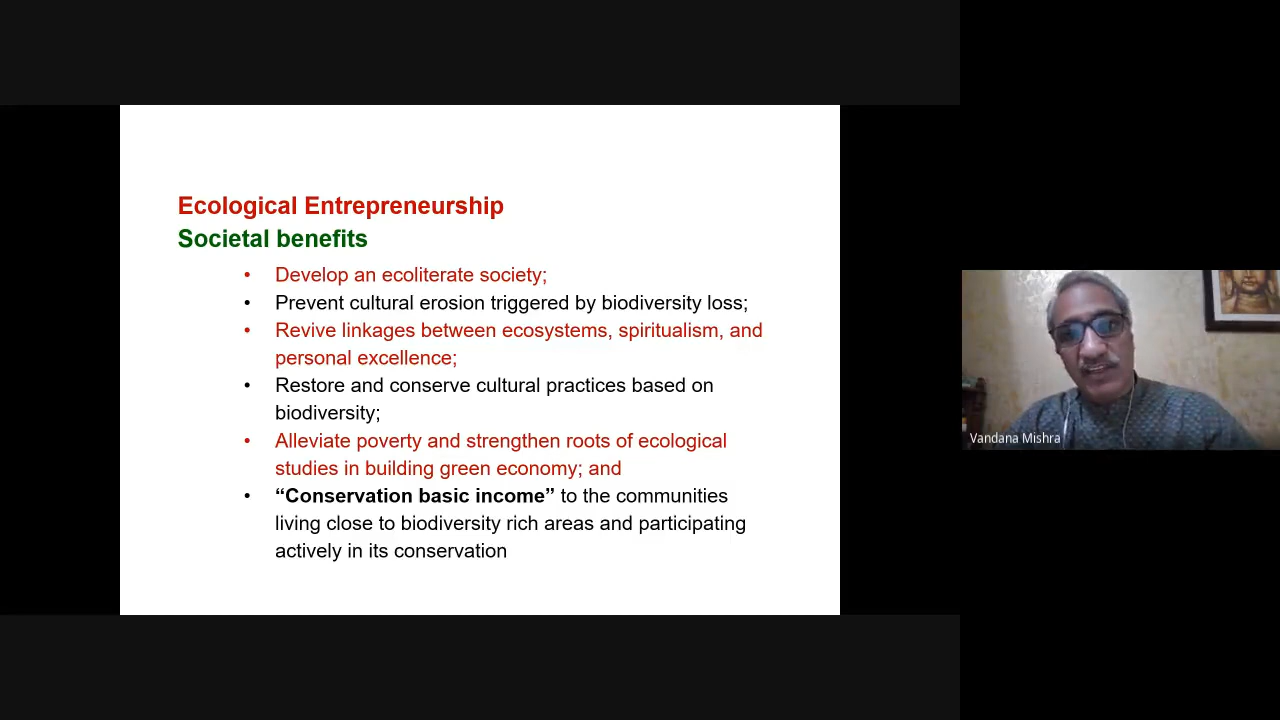 Ecological Entrepreneurship
Societal benefits
• Develop an ecoliterate society;
• Prevent cultural erosion triggered by biodiversity loss;
• Revive linkages between ecosystems, spiritualism, and
personal excellence;
• Restore and conserve cultural practices based on
biodiversity;
• Alleviate poverty and strengthen roots of ecological
studies in building green economy; and
• “Conservation basic income” to the communities
living close to biodiversity rich areas and participating
actively in its conservation
Vandana Mishra